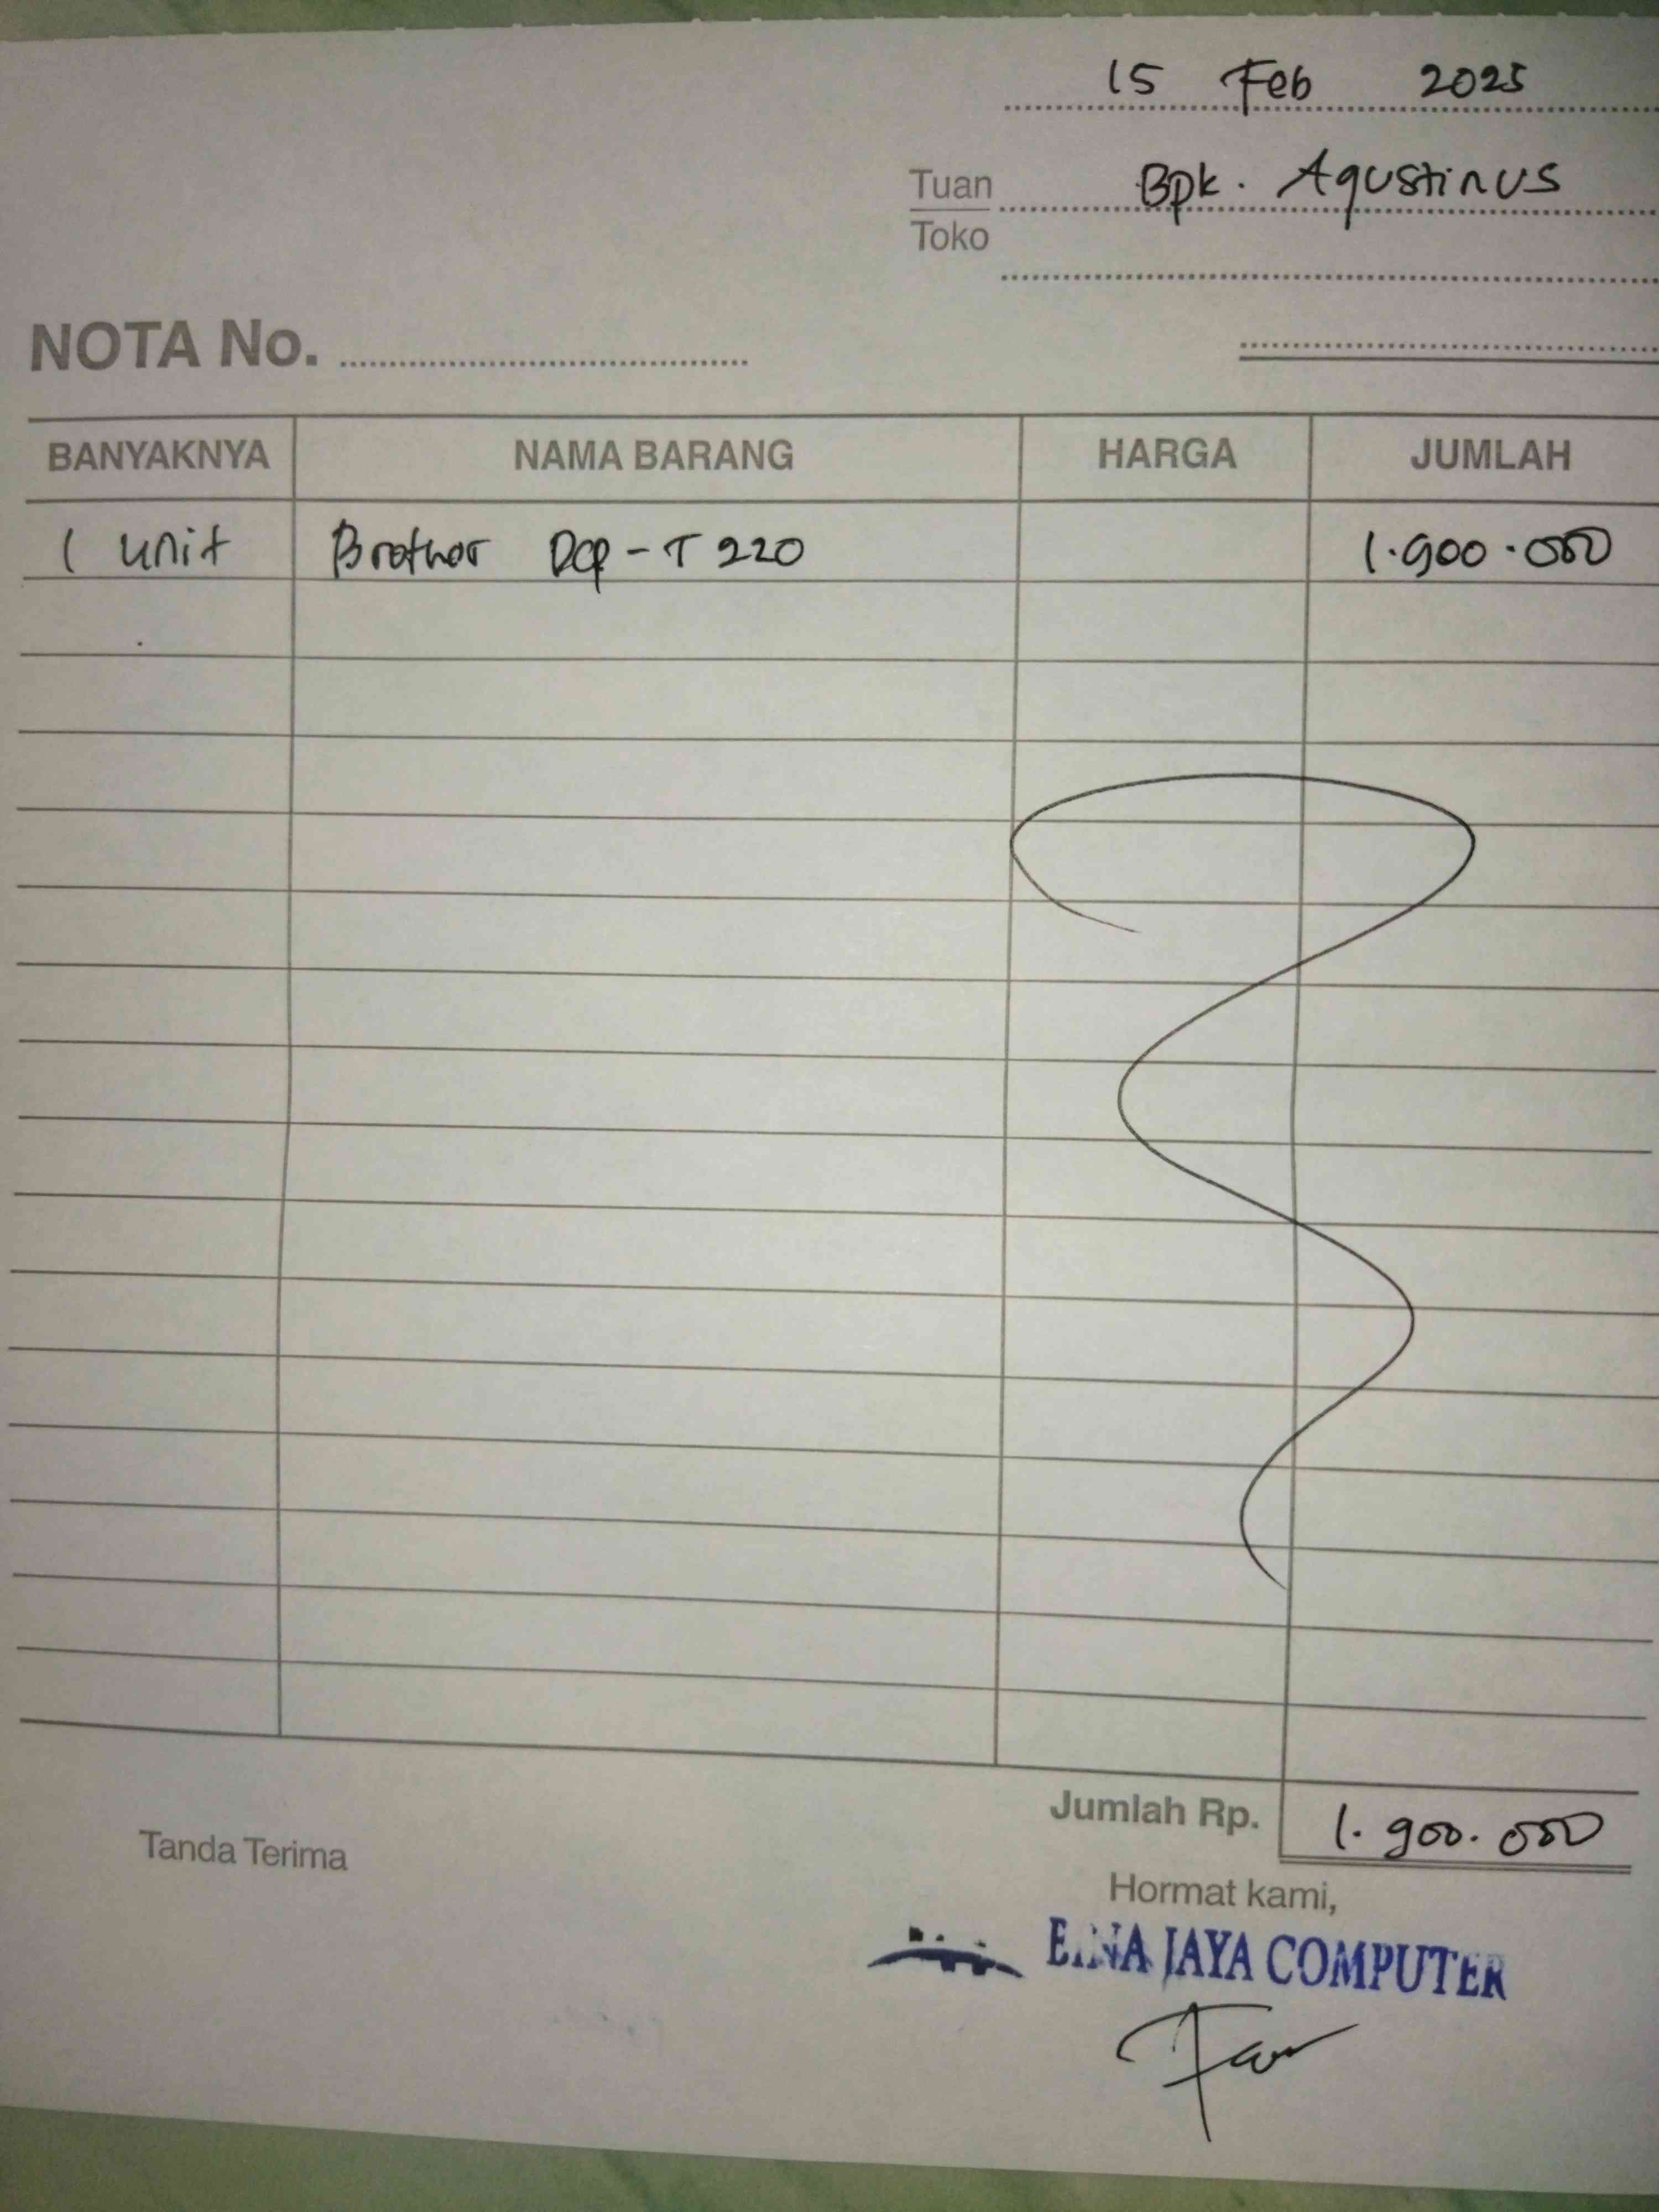 15 Feb 2025
Tuan Bpk. Agustinus
Toko
NOTA No.
BANYAKNYA NAMA BARANG HARGA JUMLAH
1 unit Brother DCP-T220 1.900.000
Jumlah Rp. 1.900.000
Tanda Terima
Hormat kami,
JAYA COMPUTER